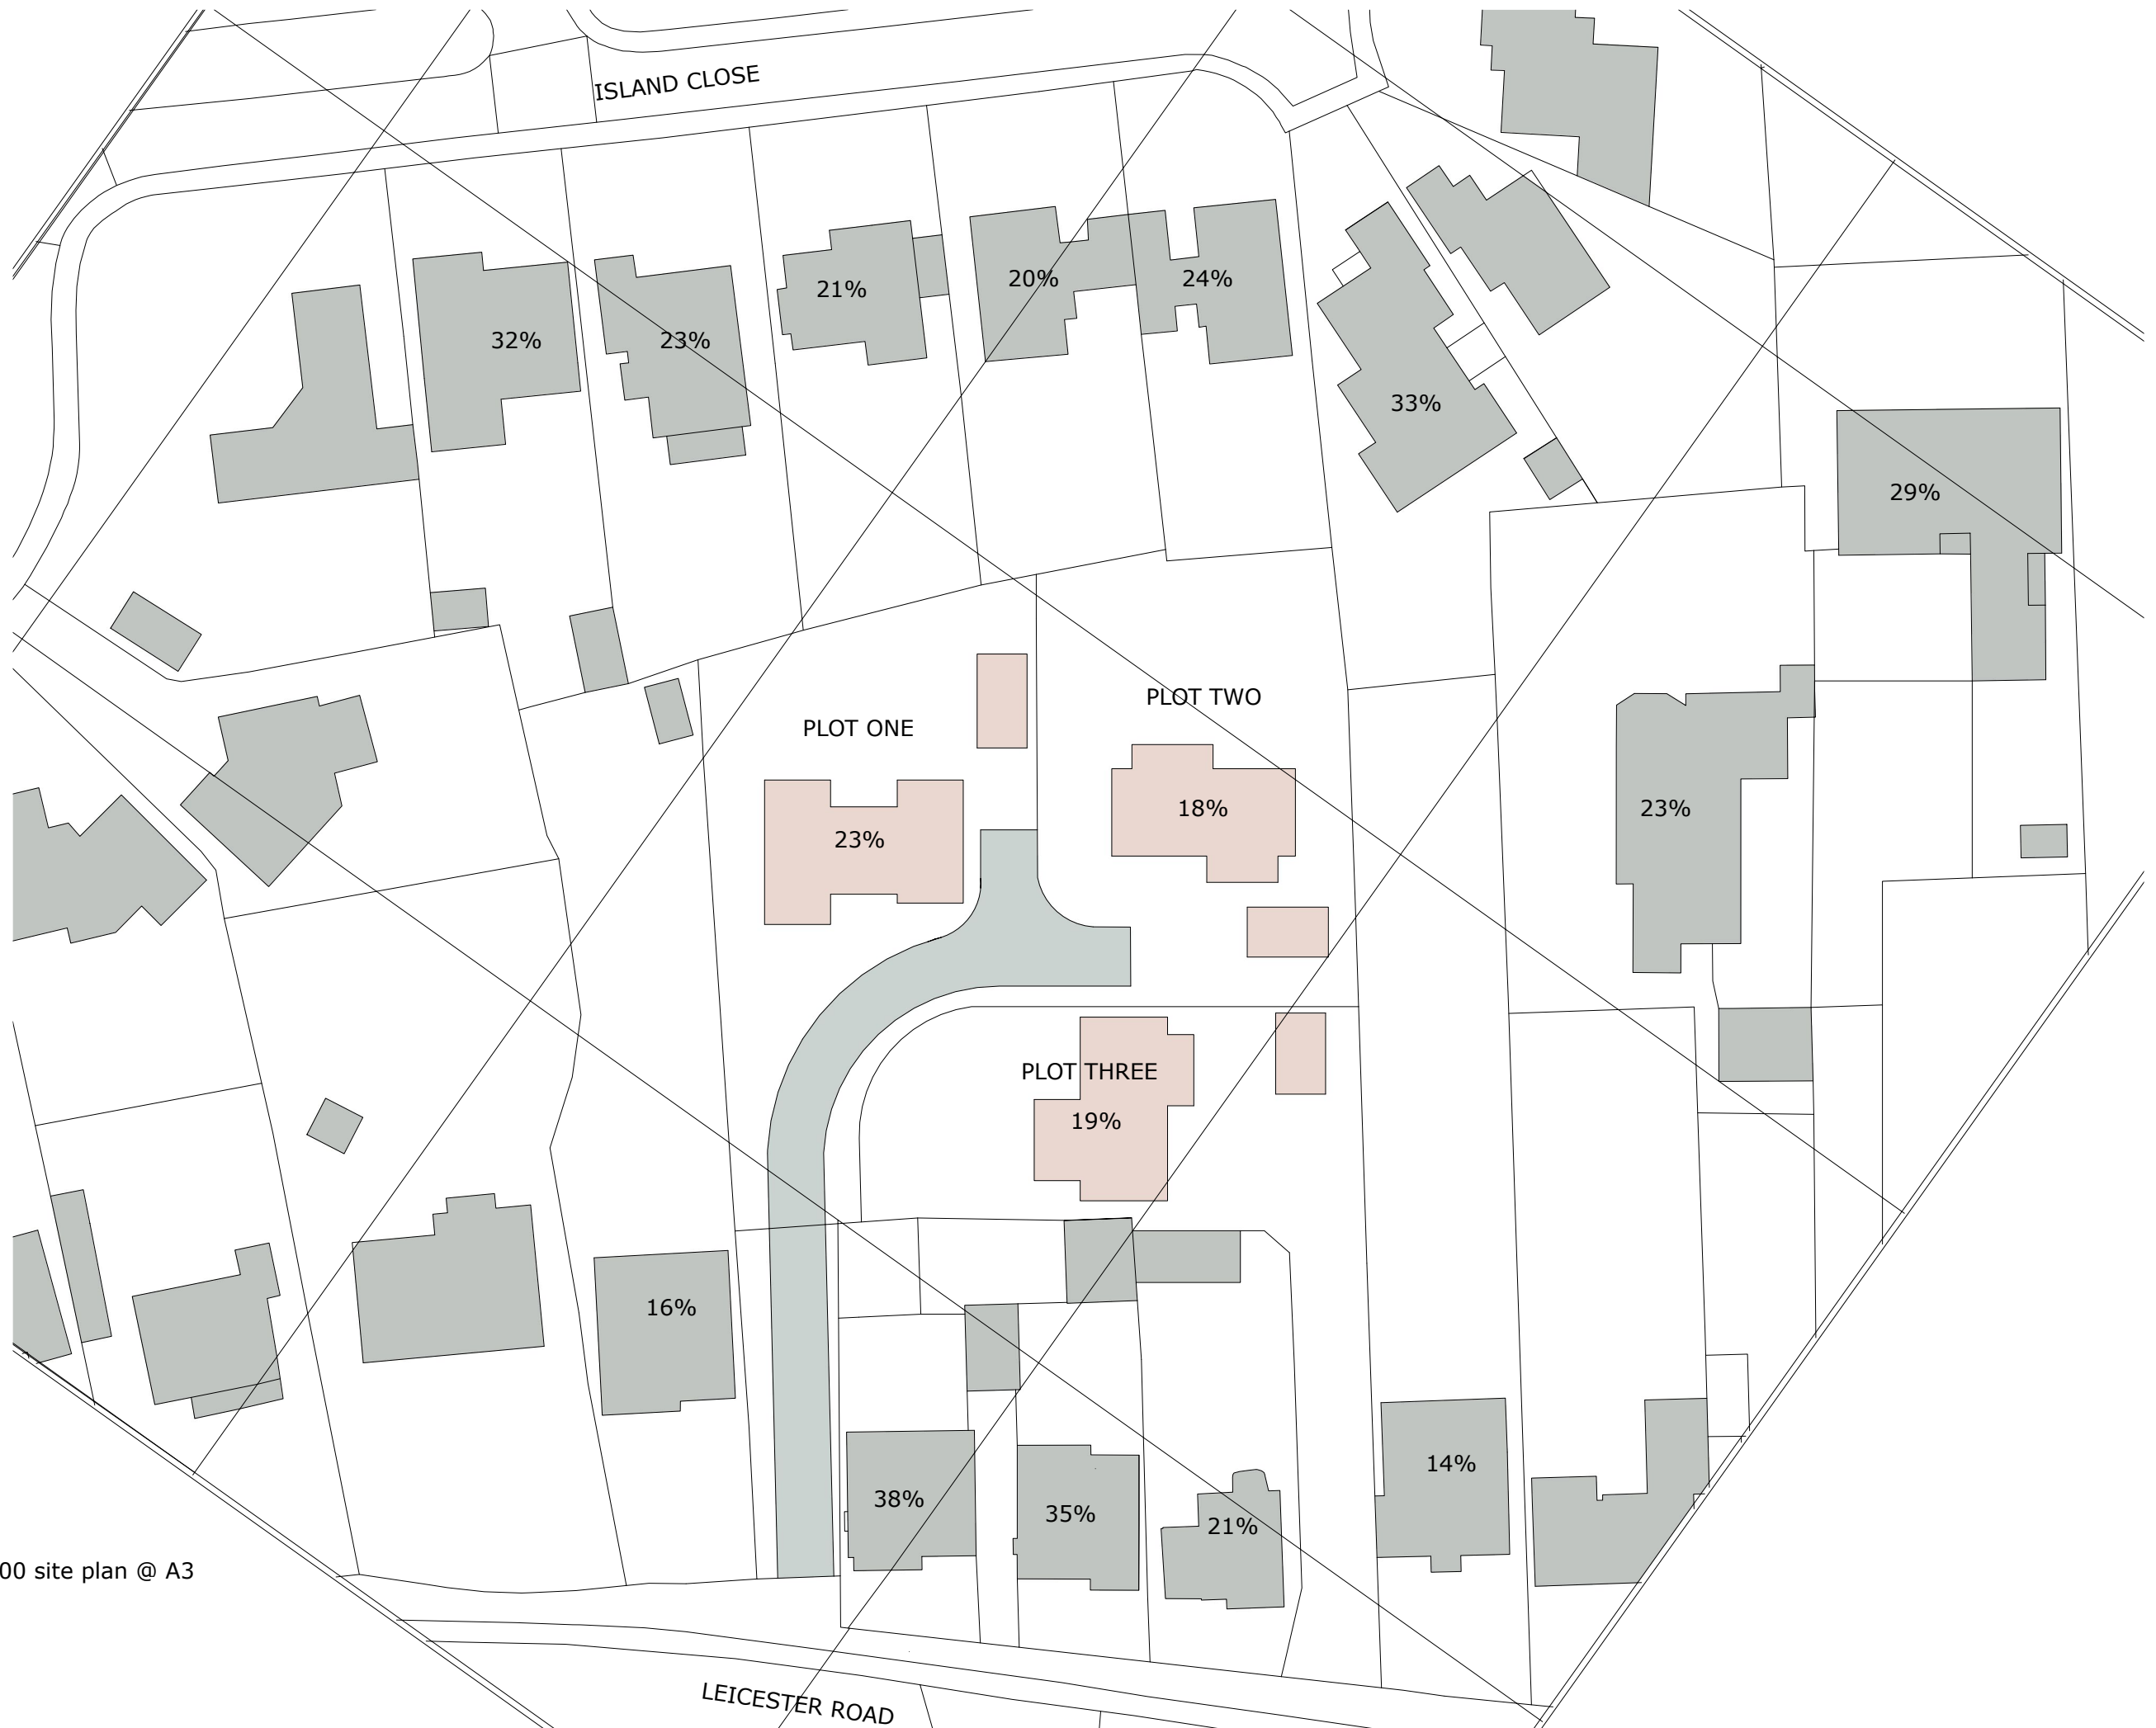 ISLAND CLOSE
21%
20%
24%
32%
23%
33%
29%
PLOT TWO
PLOT ONE
18%
23%
23%
PLOT THREE
19%
16%
14%
38%
35%
21%
00 site plan @ A3
LEICESTER ROAD